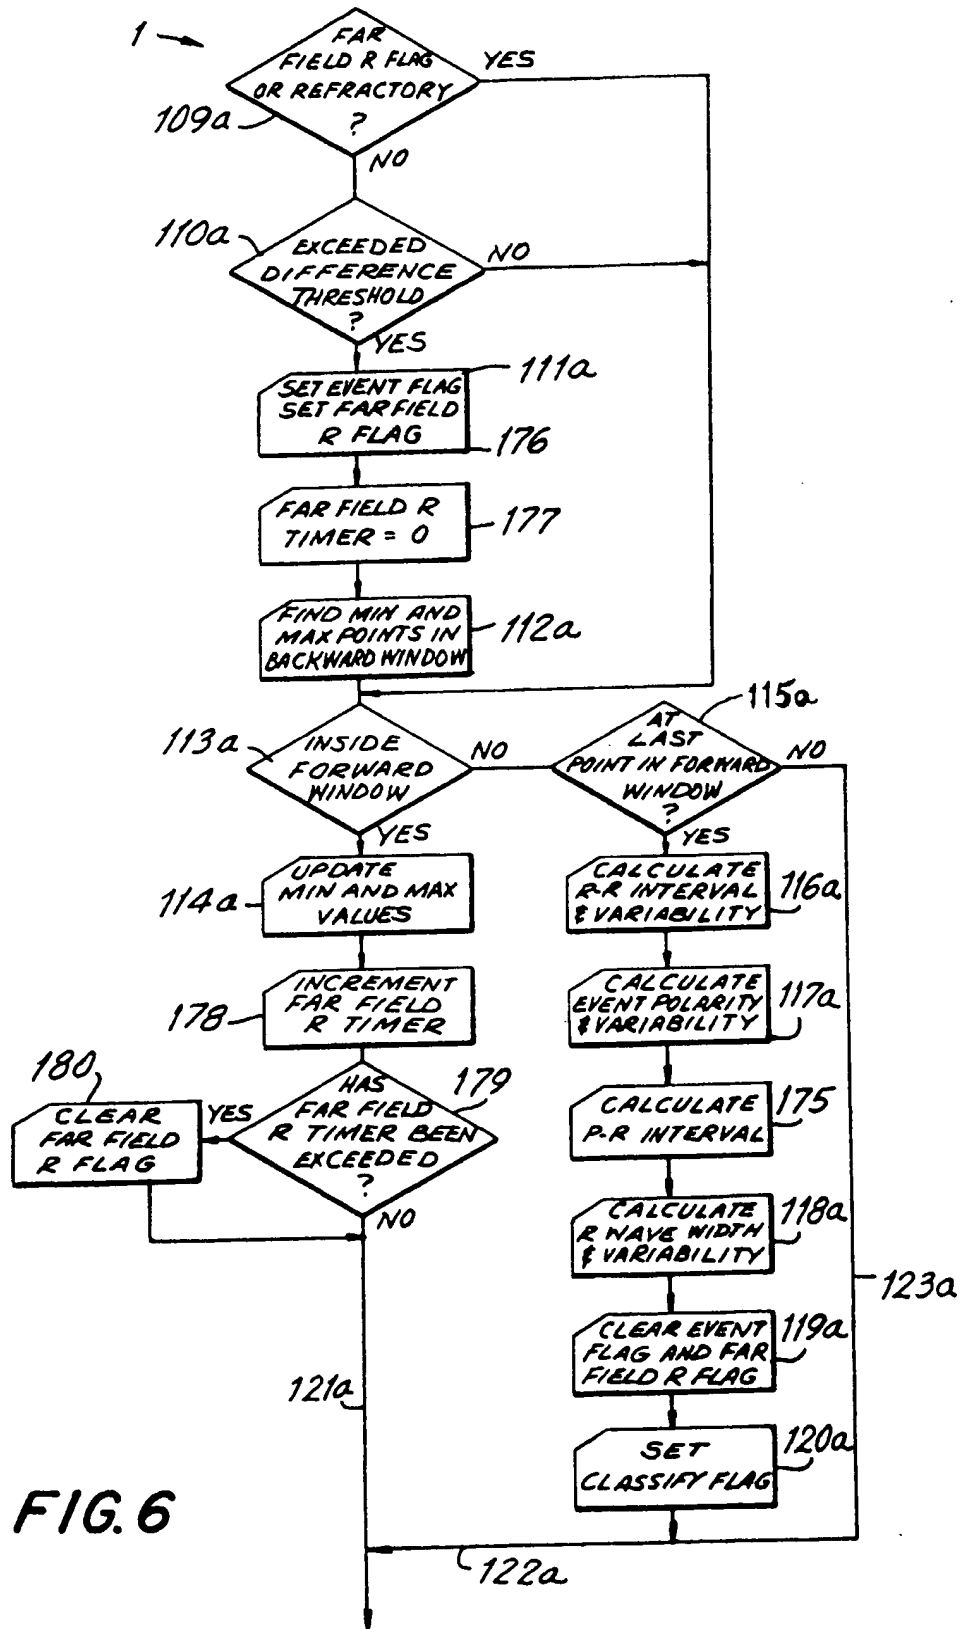 1
FAR
FIELD R FLAG
OR REFRACTORY
?
YES
109a
NO
110a
EXCEEDED
DIFFERENCE
THRESHOLD
?
NO
YES
111a
SET EVENT FLAG
SET FAR FIELD
R FLAG
176
FAR FIELD R
TIMER = 0
177
FIND MIN AND
MAX POINTS IN
BACKWARD WINDOW
112a
113a
INSIDE
FORWARD
WINDOW
NO
YES
115a
AT
LAST
POINT IN FORWARD
WINDOW
?
NO
YES
UPDATE
MIN AND MAX
VALUES
114a
CALCULATE
R-R INTERVAL
& VARIABILITY
116a
INCREMENT
FAR FIELD
R TIMER
178
CALCULATE
EVENT POLARITY
& VARIABILITY
117a
180
CLEAR
FAR FIELD
R FLAG
YES
HAS
FAR FIELD
R TIMER BEEN
EXCEEDED
?
179
NO
CALCULATE
P-R INTERVAL
175
CALCULATE
R WAVE WIDTH
& VARIABILITY
118a
123a
CLEAR EVENT
FLAG AND FAR
FIELD R FLAG
119a
121a
SET
CLASSIFY FLAG
120a
122a
FIG. 6